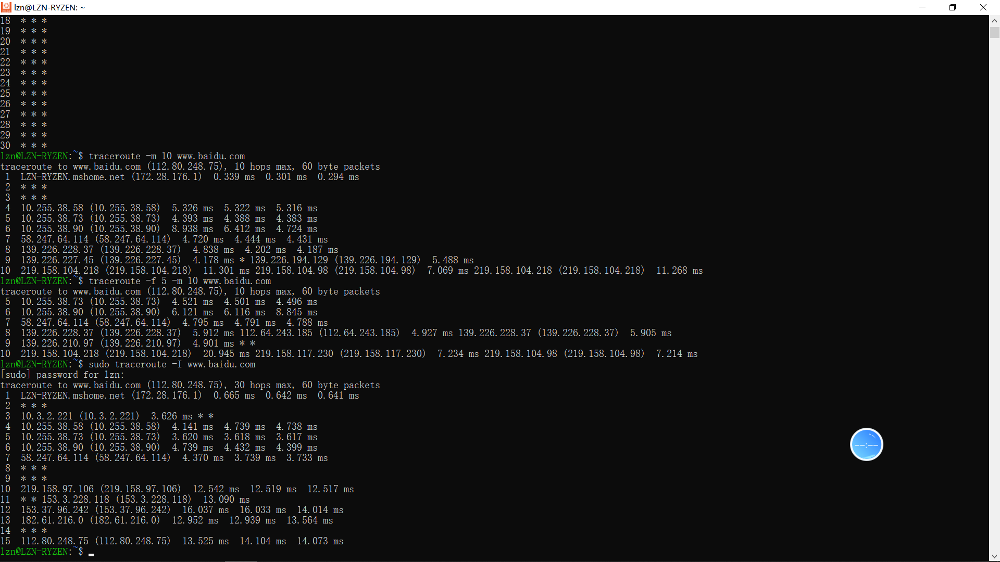 lzn@LZN-RYZEN: ~
18  * * *
19  * * *
20  * * *
21  * * *
22  * * *
23  * * *
24  * * *
25  * * *
26  * * *
27  * * *
28  * * *
29  * * *
30  * * *
lzn@LZN-RYZEN:~$ traceroute -m 10 www.baidu.com
traceroute to www.baidu.com (112.80.248.75), 10 hops max, 60 byte packets
 1  LZN-RYZEN.mshome.net (172.28.176.1)  0.339 ms  0.301 ms  0.294 ms
 2  * * *
 3  * * *
 4  10.255.38.58 (10.255.38.58)  5.326 ms  5.322 ms  5.316 ms
 5  10.255.38.73 (10.255.38.73)  4.393 ms  4.388 ms  4.383 ms
 6  10.255.38.90 (10.255.38.90)  8.938 ms  6.412 ms  4.724 ms
 7  58.247.64.114 (58.247.64.114)  4.720 ms  4.444 ms  4.431 ms
 8  139.226.228.37 (139.226.228.37)  4.838 ms  4.202 ms  4.187 ms
 9  139.226.227.45 (139.226.227.45)  4.178 ms * 139.226.194.129 (139.226.194.129)  5.488 ms
10  219.158.104.218 (219.158.104.218)  11.301 ms 219.158.104.98 (219.158.104.98)  7.069 ms 219.158.104.218 (219.158.104.218)  11.268 ms
lzn@LZN-RYZEN:~$ traceroute -f 5 -m 10 www.baidu.com
traceroute to www.baidu.com (112.80.248.75), 10 hops max, 60 byte packets
 5  10.255.38.73 (10.255.38.73)  4.521 ms  4.501 ms  4.496 ms
 6  10.255.38.90 (10.255.38.90)  6.121 ms  6.116 ms  8.845 ms
 7  58.247.64.114 (58.247.64.114)  4.795 ms  4.791 ms  4.788 ms
 8  139.226.228.37 (139.226.228.37)  5.912 ms 112.64.243.185 (112.64.243.185)  4.927 ms 139.226.228.37 (139.226.228.37)  5.905 ms
 9  139.226.210.97 (139.226.210.97)  4.901 ms * *
10  219.158.104.218 (219.158.104.218)  20.945 ms 219.158.117.230 (219.158.117.230)  7.234 ms 219.158.104.98 (219.158.104.98)  7.214 ms
lzn@LZN-RYZEN:~$ sudo traceroute -I www.baidu.com
[sudo] password for lzn:
traceroute to www.baidu.com (112.80.248.75), 30 hops max, 60 byte packets
 1  LZN-RYZEN.mshome.net (172.28.176.1)  0.665 ms  0.642 ms  0.641 ms
 2  * * *
 3  10.3.2.221 (10.3.2.221)  3.626 ms * *
 4  10.255.38.58 (10.255.38.58)  4.141 ms  4.739 ms  4.738 ms
 5  10.255.38.73 (10.255.38.73)  3.620 ms  3.618 ms  3.617 ms
 6  10.255.38.90 (10.255.38.90)  4.739 ms  4.432 ms  4.399 ms
 7  58.247.64.114 (58.247.64.114)  4.370 ms  3.739 ms  3.733 ms
 8  * * *
 9  * * *
10  219.158.97.106 (219.158.97.106)  12.542 ms  12.519 ms  12.517 ms
11  * * 153.3.228.118 (153.3.228.118)  13.090 ms
12  153.37.96.242 (153.37.96.242)  16.037 ms  16.033 ms  14.014 ms
13  182.61.216.0 (182.61.216.0)  12.952 ms  12.939 ms  13.564 ms
14  * * *
15  112.80.248.75 (112.80.248.75)  13.525 ms  14.104 ms  14.073 ms
lzn@LZN-RYZEN:~$
--:--